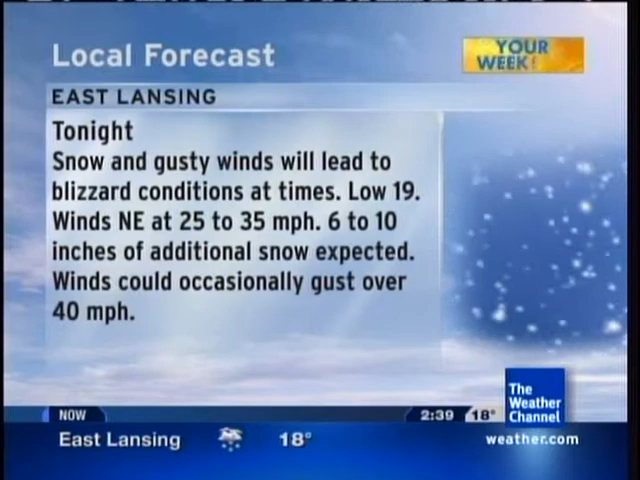 Local Forecast
YOUR
WEEK!
EAST LANSING
Tonight
Snow and gusty winds will lead to
blizzard conditions at times. Low 19.
Winds NE at 25 to 35 mph. 6 to 10
inches of additional snow expected.
Winds could occasionally gust over
40 mph.
NOW
2:39 18°
The
Weather
Channel
East Lansing 18°
weather.com